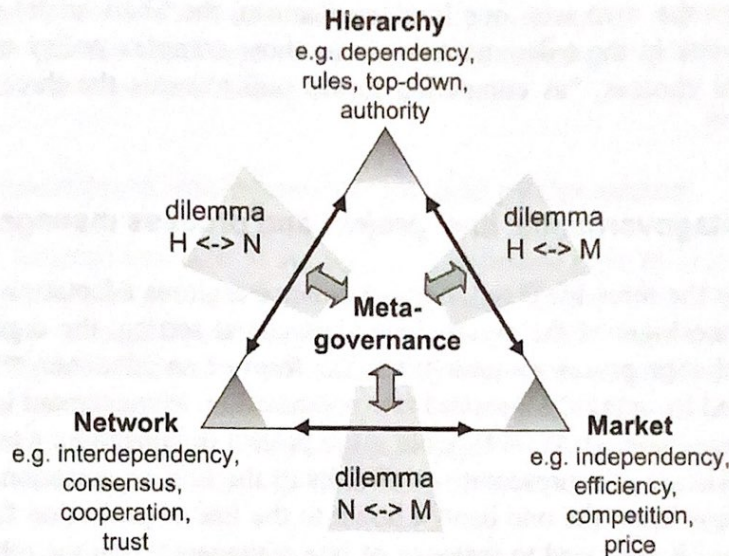 Hierarchy
e.g. dependency,
rules, top-down,
authority
dilemma
H <-> N
dilemma
H <-> M
Meta-
governance
Network
e.g. interdependency,
consensus,
cooperation,
trust
dilemma
N <-> M
Market
e.g. independency,
efficiency,
competition,
price